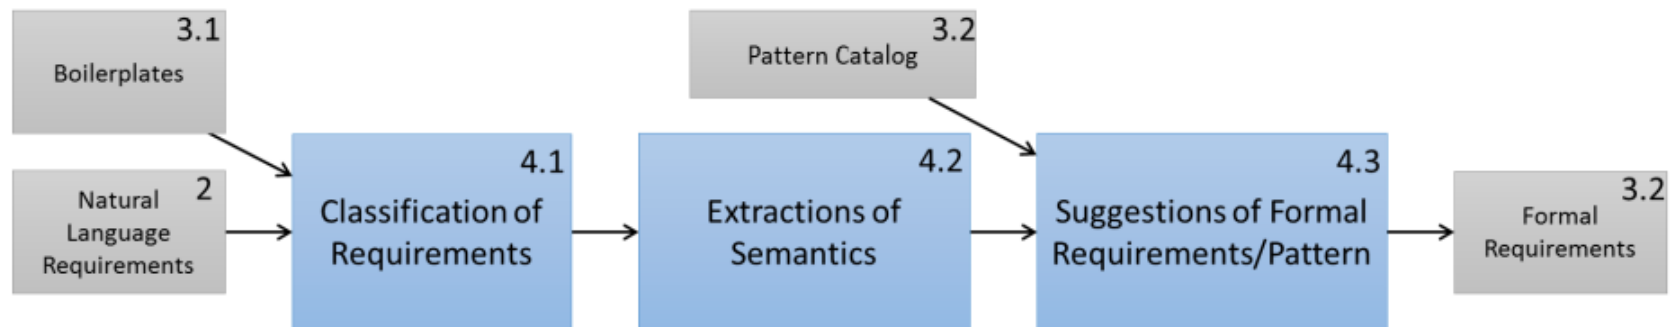 3.1
Boilerplates
3.2
Pattern Catalog
2
Natural
Language
Requirements
4.1
Classification of
Requirements
4.2
Extractions of
Semantics
4.3
Suggestions of Formal
Requirements/Pattern
3.2
Formal
Requirements